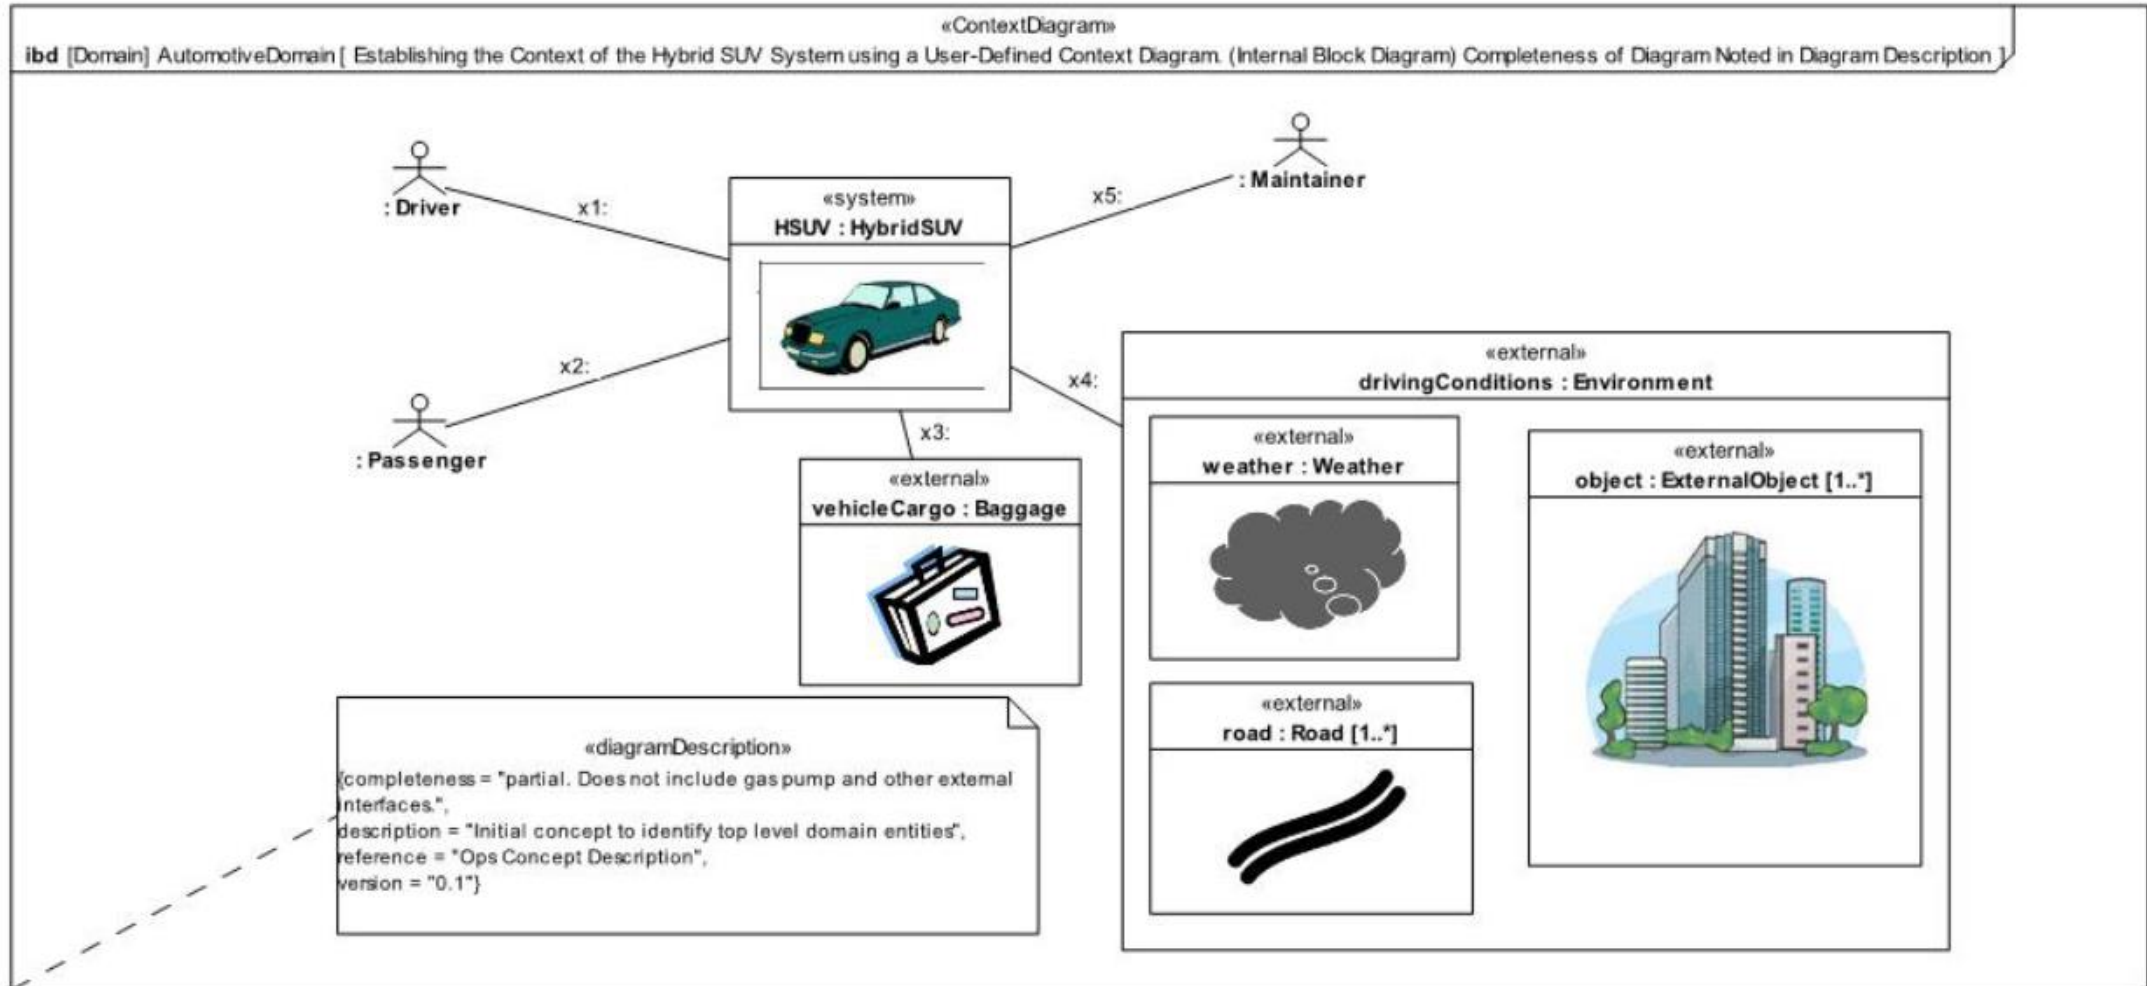 «ContextDiagram»
ibd [Domain] AutomotiveDomain [ Establishing the Context of the Hybrid SUV System using a User-Defined Context Diagram. (Internal Block Diagram) Completeness of Diagram Noted in Diagram Description ]
: Driver
x1:
«system»
HSUV : HybridSUV
x5:
: Maintainer
x2:
: Passenger
x3:
x4:
«external»
vehicleCargo : Baggage
«external»
drivingConditions : Environment
«external»
weather : Weather
«external»
object : ExternalObject [1..*]
«external»
road : Road [1..*]
«diagramDescription»
{completeness = "partial. Does not include gas pump and other external
interfaces.",
description = "Initial concept to identify top level domain entities",
reference = "Ops Concept Description",
version = "0.1"}